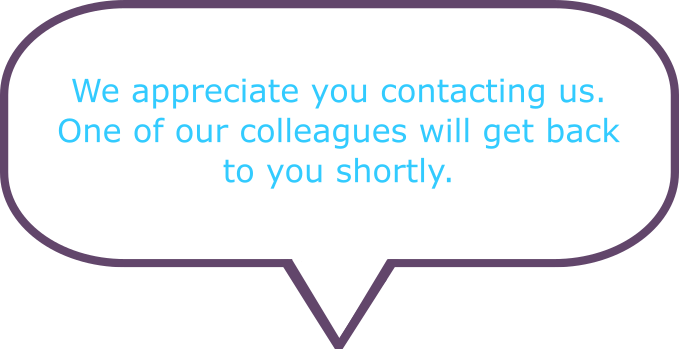 We appreciate you contacting us.
One of our colleagues will get back
to you shortly.